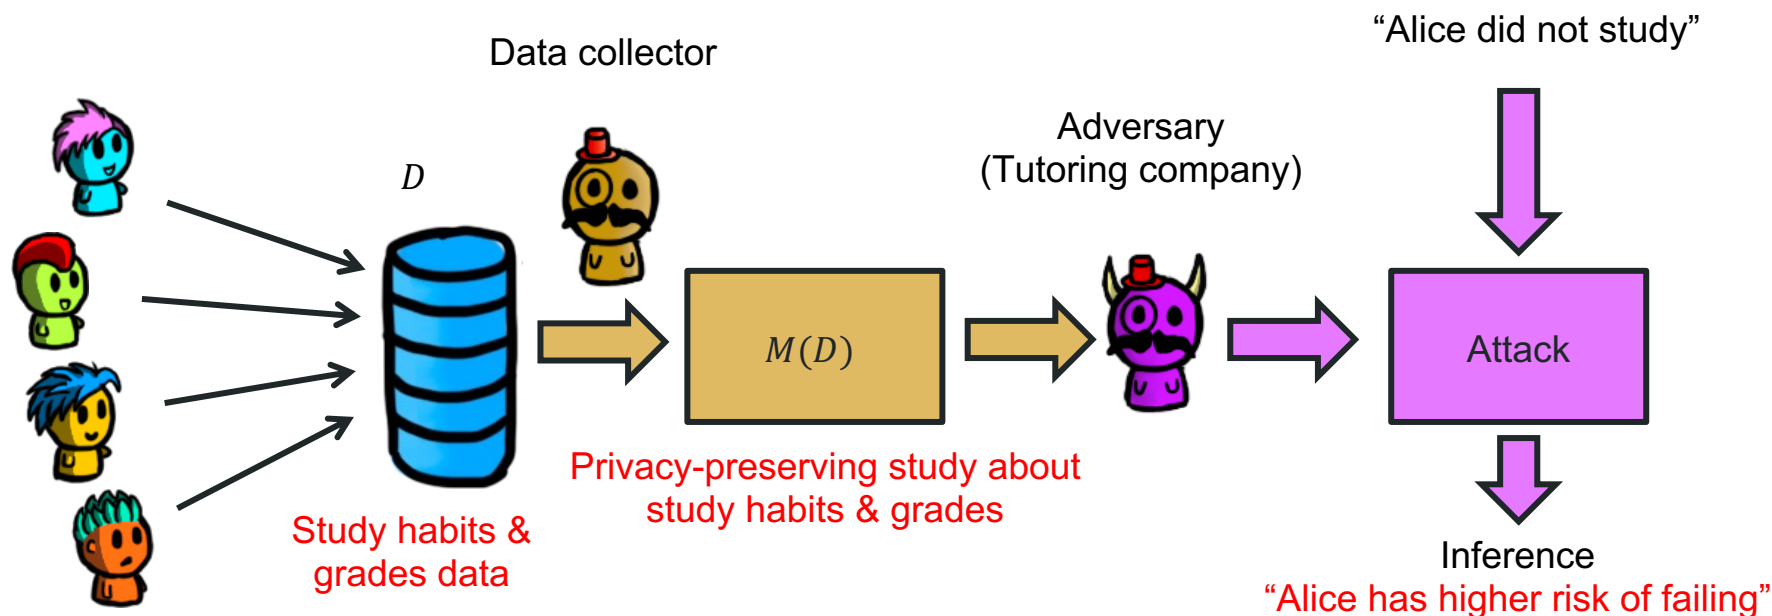 Data collector
“Alice did not study”
Adversary
(Tutoring company)
D
M(D)
Attack
Privacy-preserving study about
study habits & grades
Study habits &
grades data
Inference
“Alice has higher risk of failing”